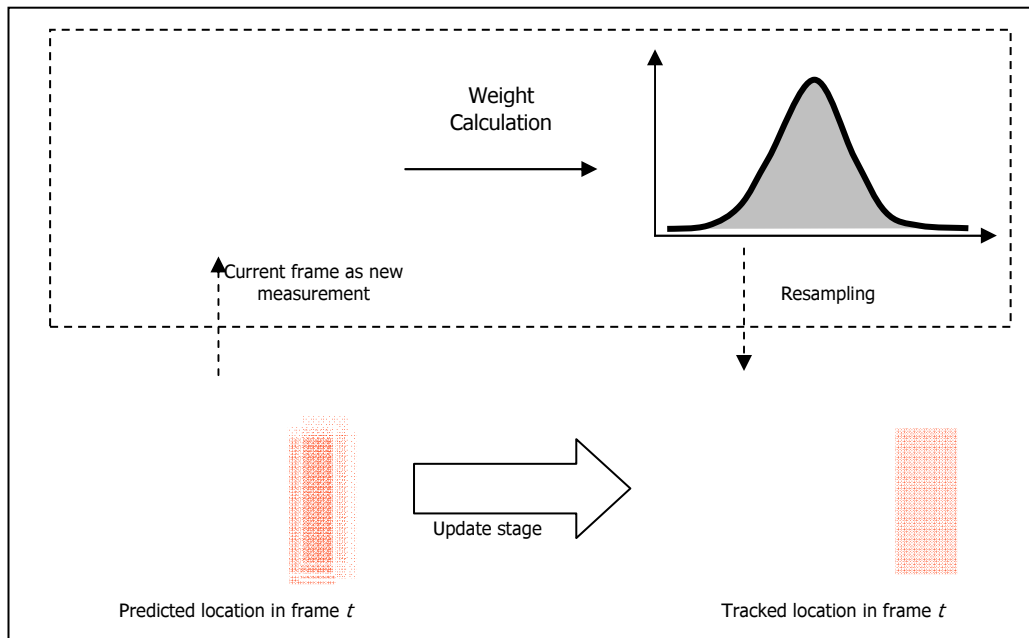 Weight
Calculation
Current frame as new
measurement
Resampling
Update stage
Predicted location in frame t
Tracked location in frame t